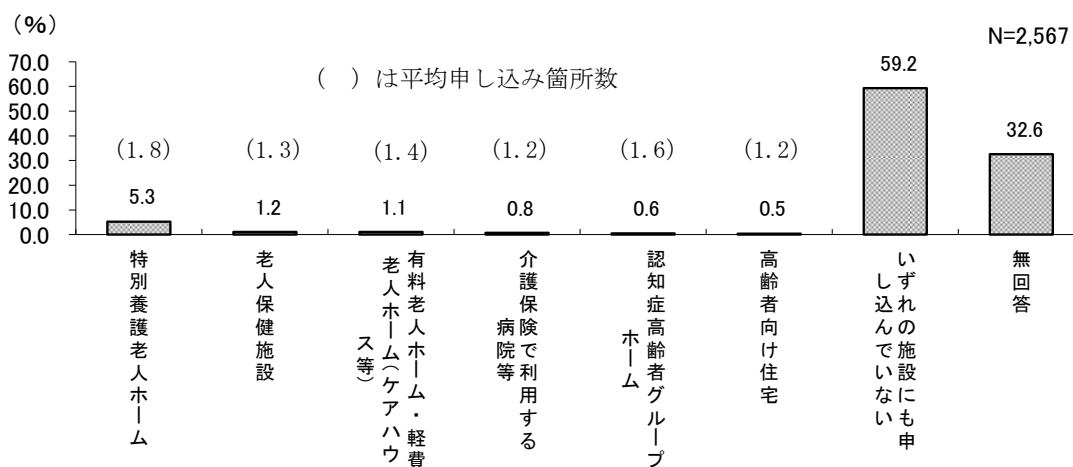 （%）
N=2,567
70.0
60.0
50.0
40.0
30.0
20.0
10.0
0.0
（　）は平均申し込み箇所数
(1.8)
(1.3)
(1.4)
(1.2)
(1.6)
(1.2)
5.3
1.2
1.1
0.8
0.6
0.5
59.2
32.6
特別養護老人ホーム
老人保健施設
有料老人ホーム・軽費
老人ホーム（ケアハウ
ス等）
介護保険で利用する
病院等
認知症高齢者グループ
ホーム
高齢者向け住宅
いずれの施設にも申
し込んでいない
無回答